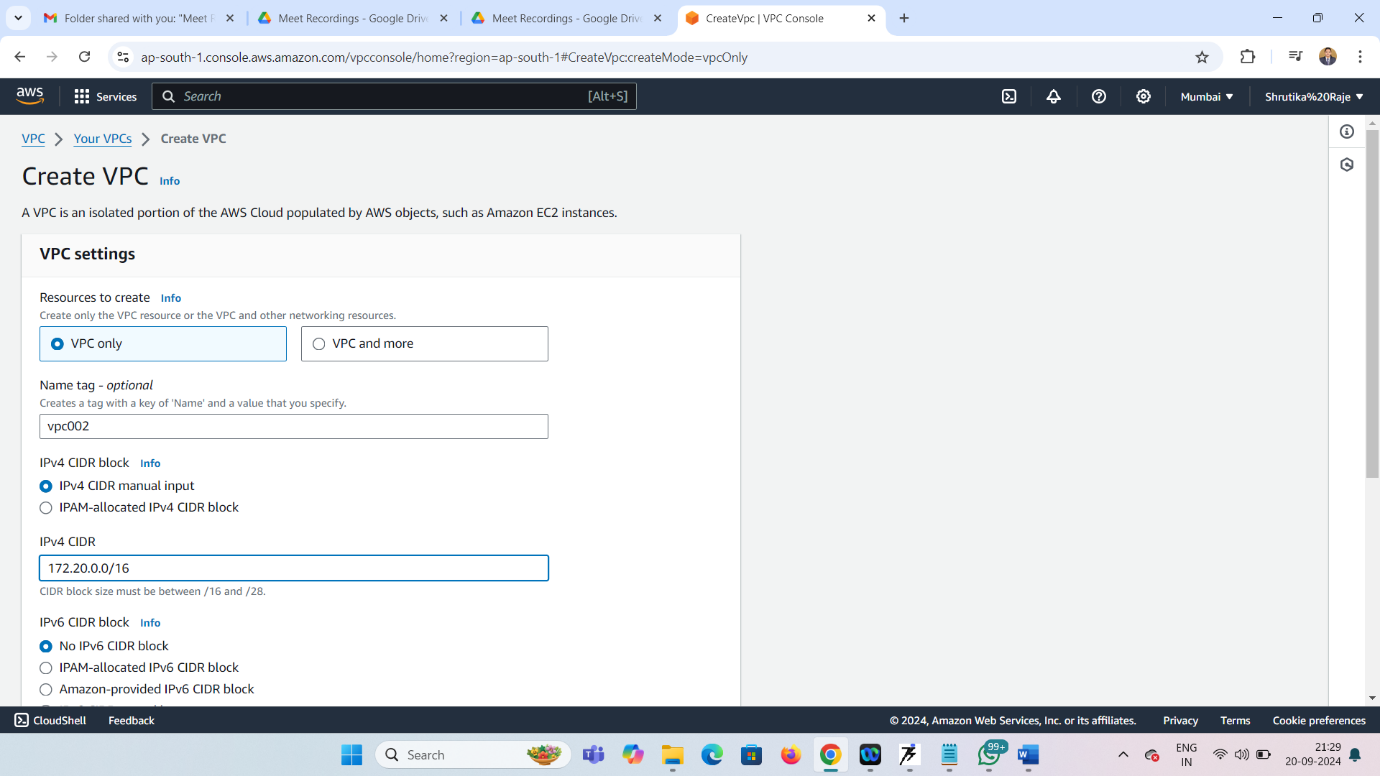 Folder shared with you: "Meet R
Meet Recordings - Google Drive
Meet Recordings - Google Drive
CreateVpc | VPC Console
ap-south-1.console.aws.amazon.com/vpcconsole/home?region=ap-south-1#CreateVpc:createMode=vpcOnly
aws
Services
Search
[Alt+S]
Mumbai
Shrutika%20Raje
VPC
Your VPCs
Create VPC
Create VPC Info
A VPC is an isolated portion of the AWS Cloud populated by AWS objects, such as Amazon EC2 instances.
VPC settings
Resources to create Info
Create only the VPC resource or the VPC and other networking resources.
VPC only
VPC and more
Name tag - optional
Creates a tag with a key of 'Name' and a value that you specify.
vpc002
IPv4 CIDR block Info
IPv4 CIDR manual input
IPAM-allocated IPv4 CIDR block
IPv4 CIDR
172.20.0.0/16
CIDR block size must be between /16 and /28.
IPv6 CIDR block Info
No IPv6 CIDR block
IPAM-allocated IPv6 CIDR block
Amazon-provided IPv6 CIDR block
CloudShell
Feedback
© 2024, Amazon Web Services, Inc. or its affiliates.
Privacy
Terms
Cookie preferences
Search
99+
ENG
IN
21:29
20-09-2024